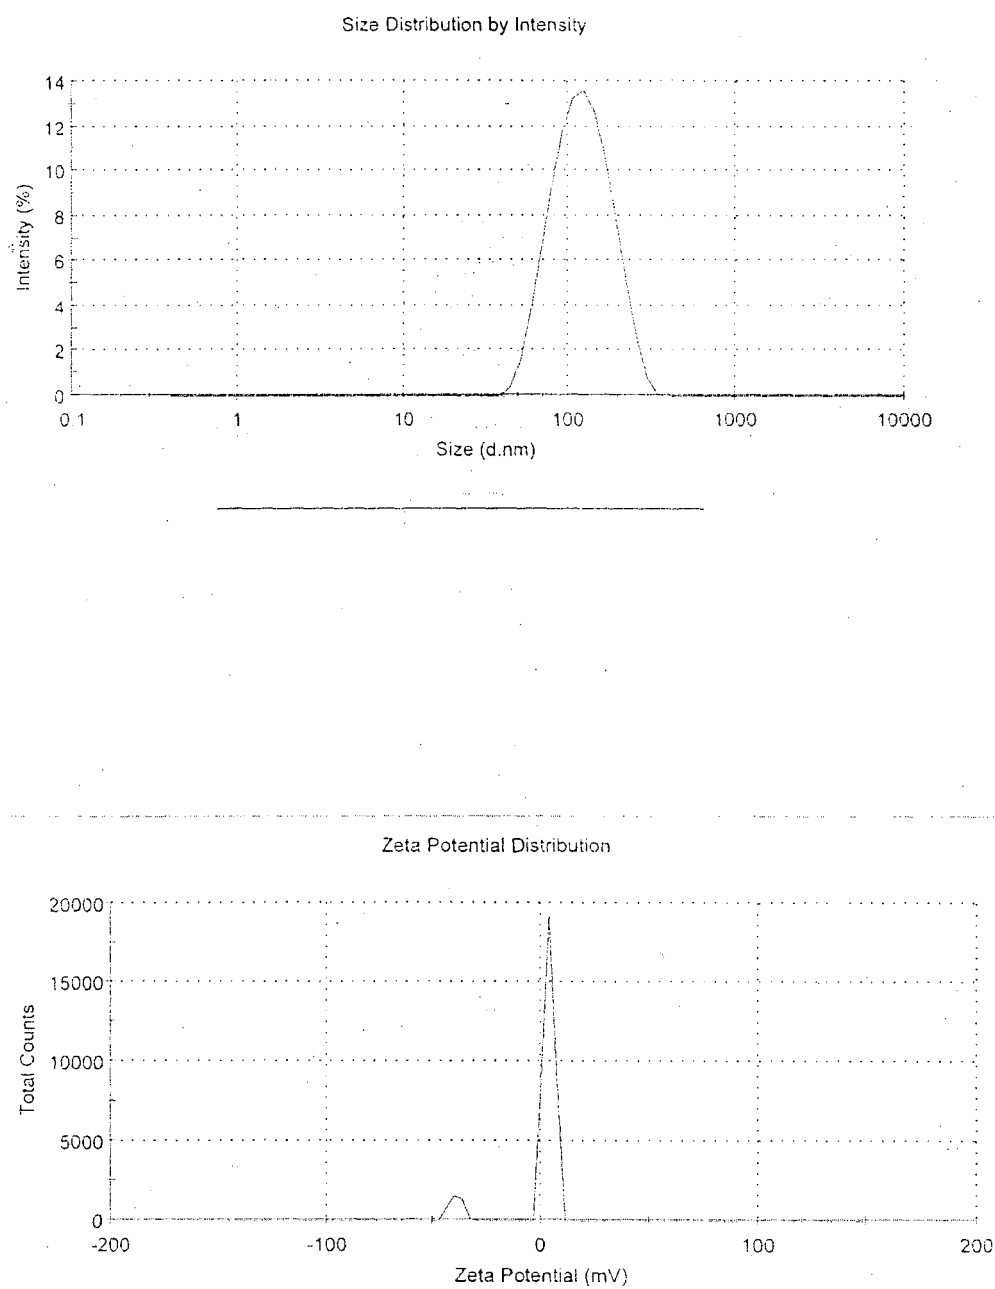 Size Distribution by Intensity
14
12
10
8
6
4
2
0
Intensity (%)
0.1 1 10 100 1000 10000
Size (d.nm)
Zeta Potential Distribution
20000
15000
10000
5000
0
Total Counts
-200 -100 0 100 200
Zeta Potential (mV)